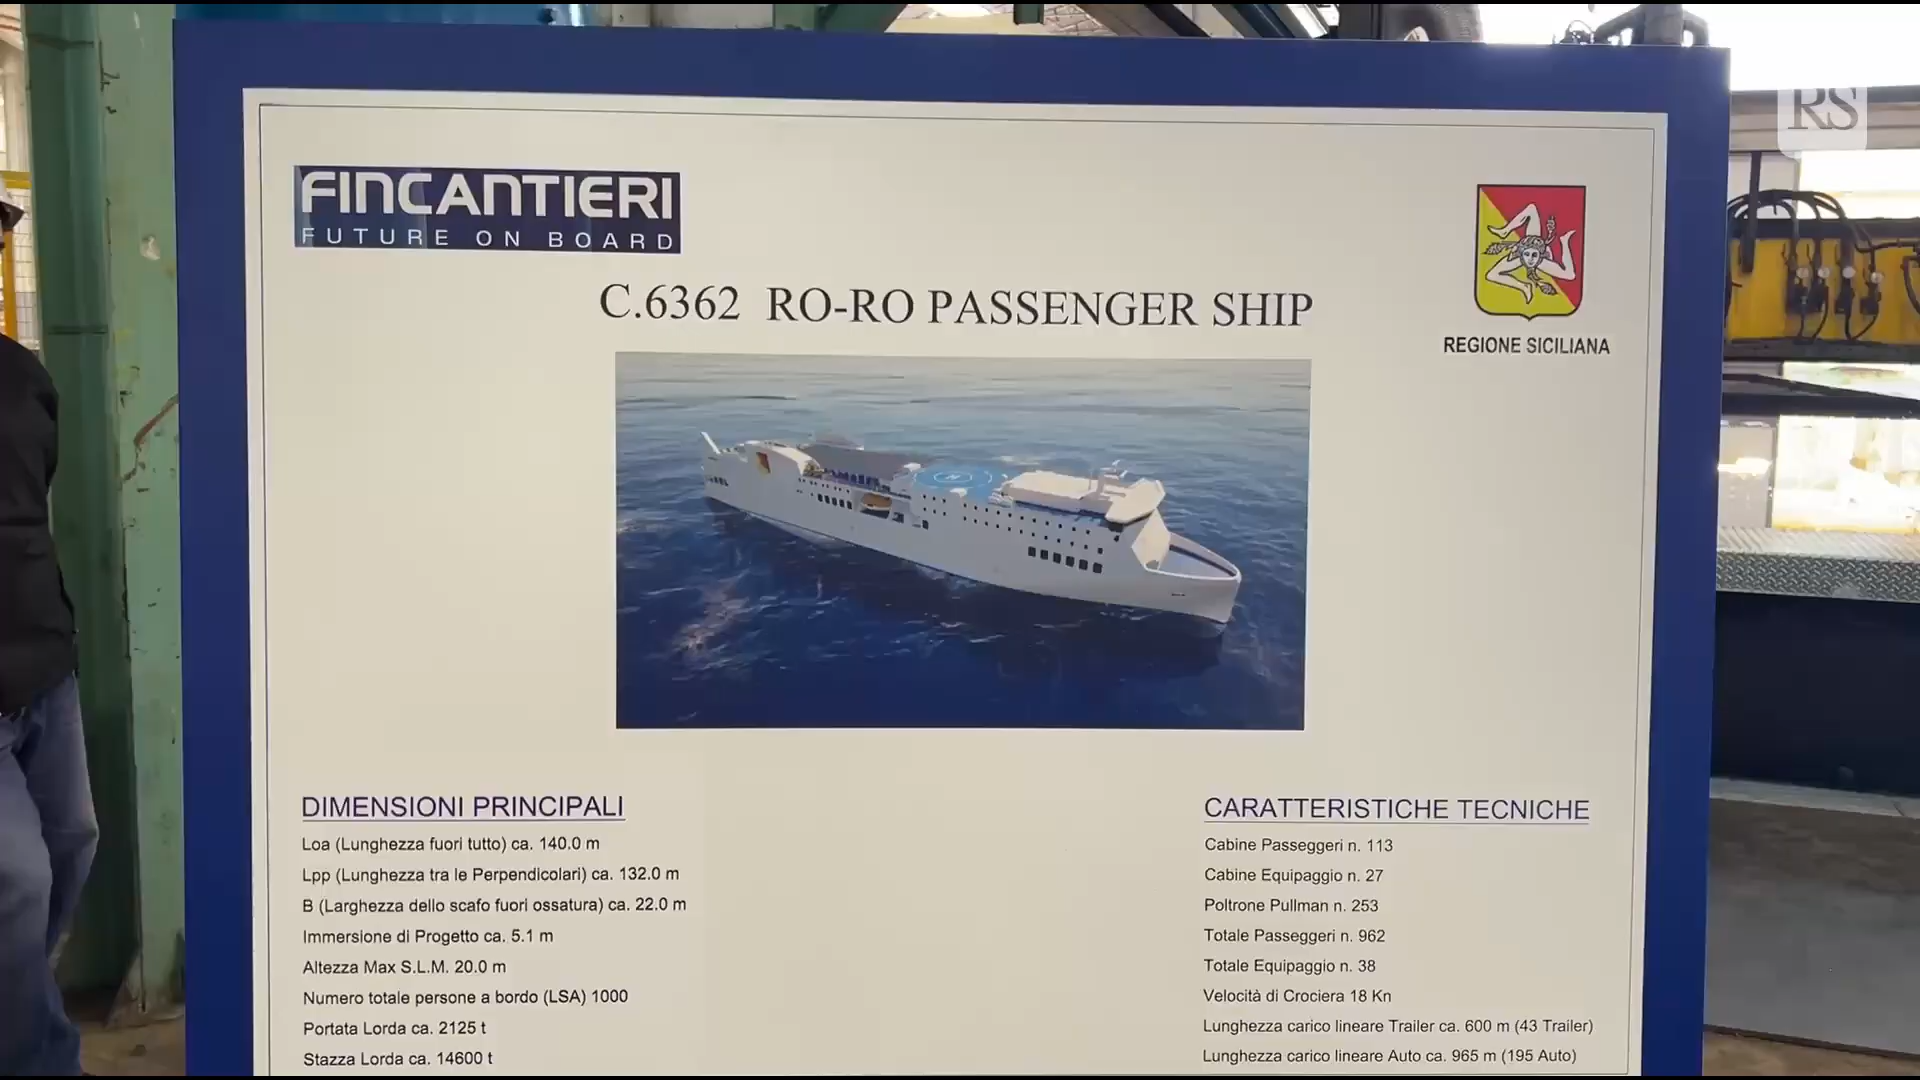 RS
FINCANTIERI
FUTURE ON BOARD
C.6362 RO-RO PASSENGER SHIP
REGIONE SICILIANA
DIMENSIONI PRINCIPALI
Loa (Lunghezza fuori tutto) ca. 140.0 m
Lpp (Lunghezza tra le Perpendicolari) ca. 132.0 m
B (Larghezza dello scafo fuori ossatura) ca. 22.0 m
Immersione di Progetto ca. 5.1 m
Altezza Max S.L.M. 20.0 m
Numero totale persone a bordo (LSA) 1000
Portata Lorda ca. 2125 t
Stazza Lorda ca. 14600 t
CARATTERISTICHE TECNICHE
Cabine Passeggeri n. 113
Cabine Equipaggio n. 27
Poltrone Pullman n. 253
Totale Passeggeri n. 962
Totale Equipaggio n. 38
Velocità di Crociera 18 Kn
Lunghezza carico lineare Trailer ca. 600 m (43 Trailer)
Lunghezza carico lineare Auto ca. 965 m (195 Auto)